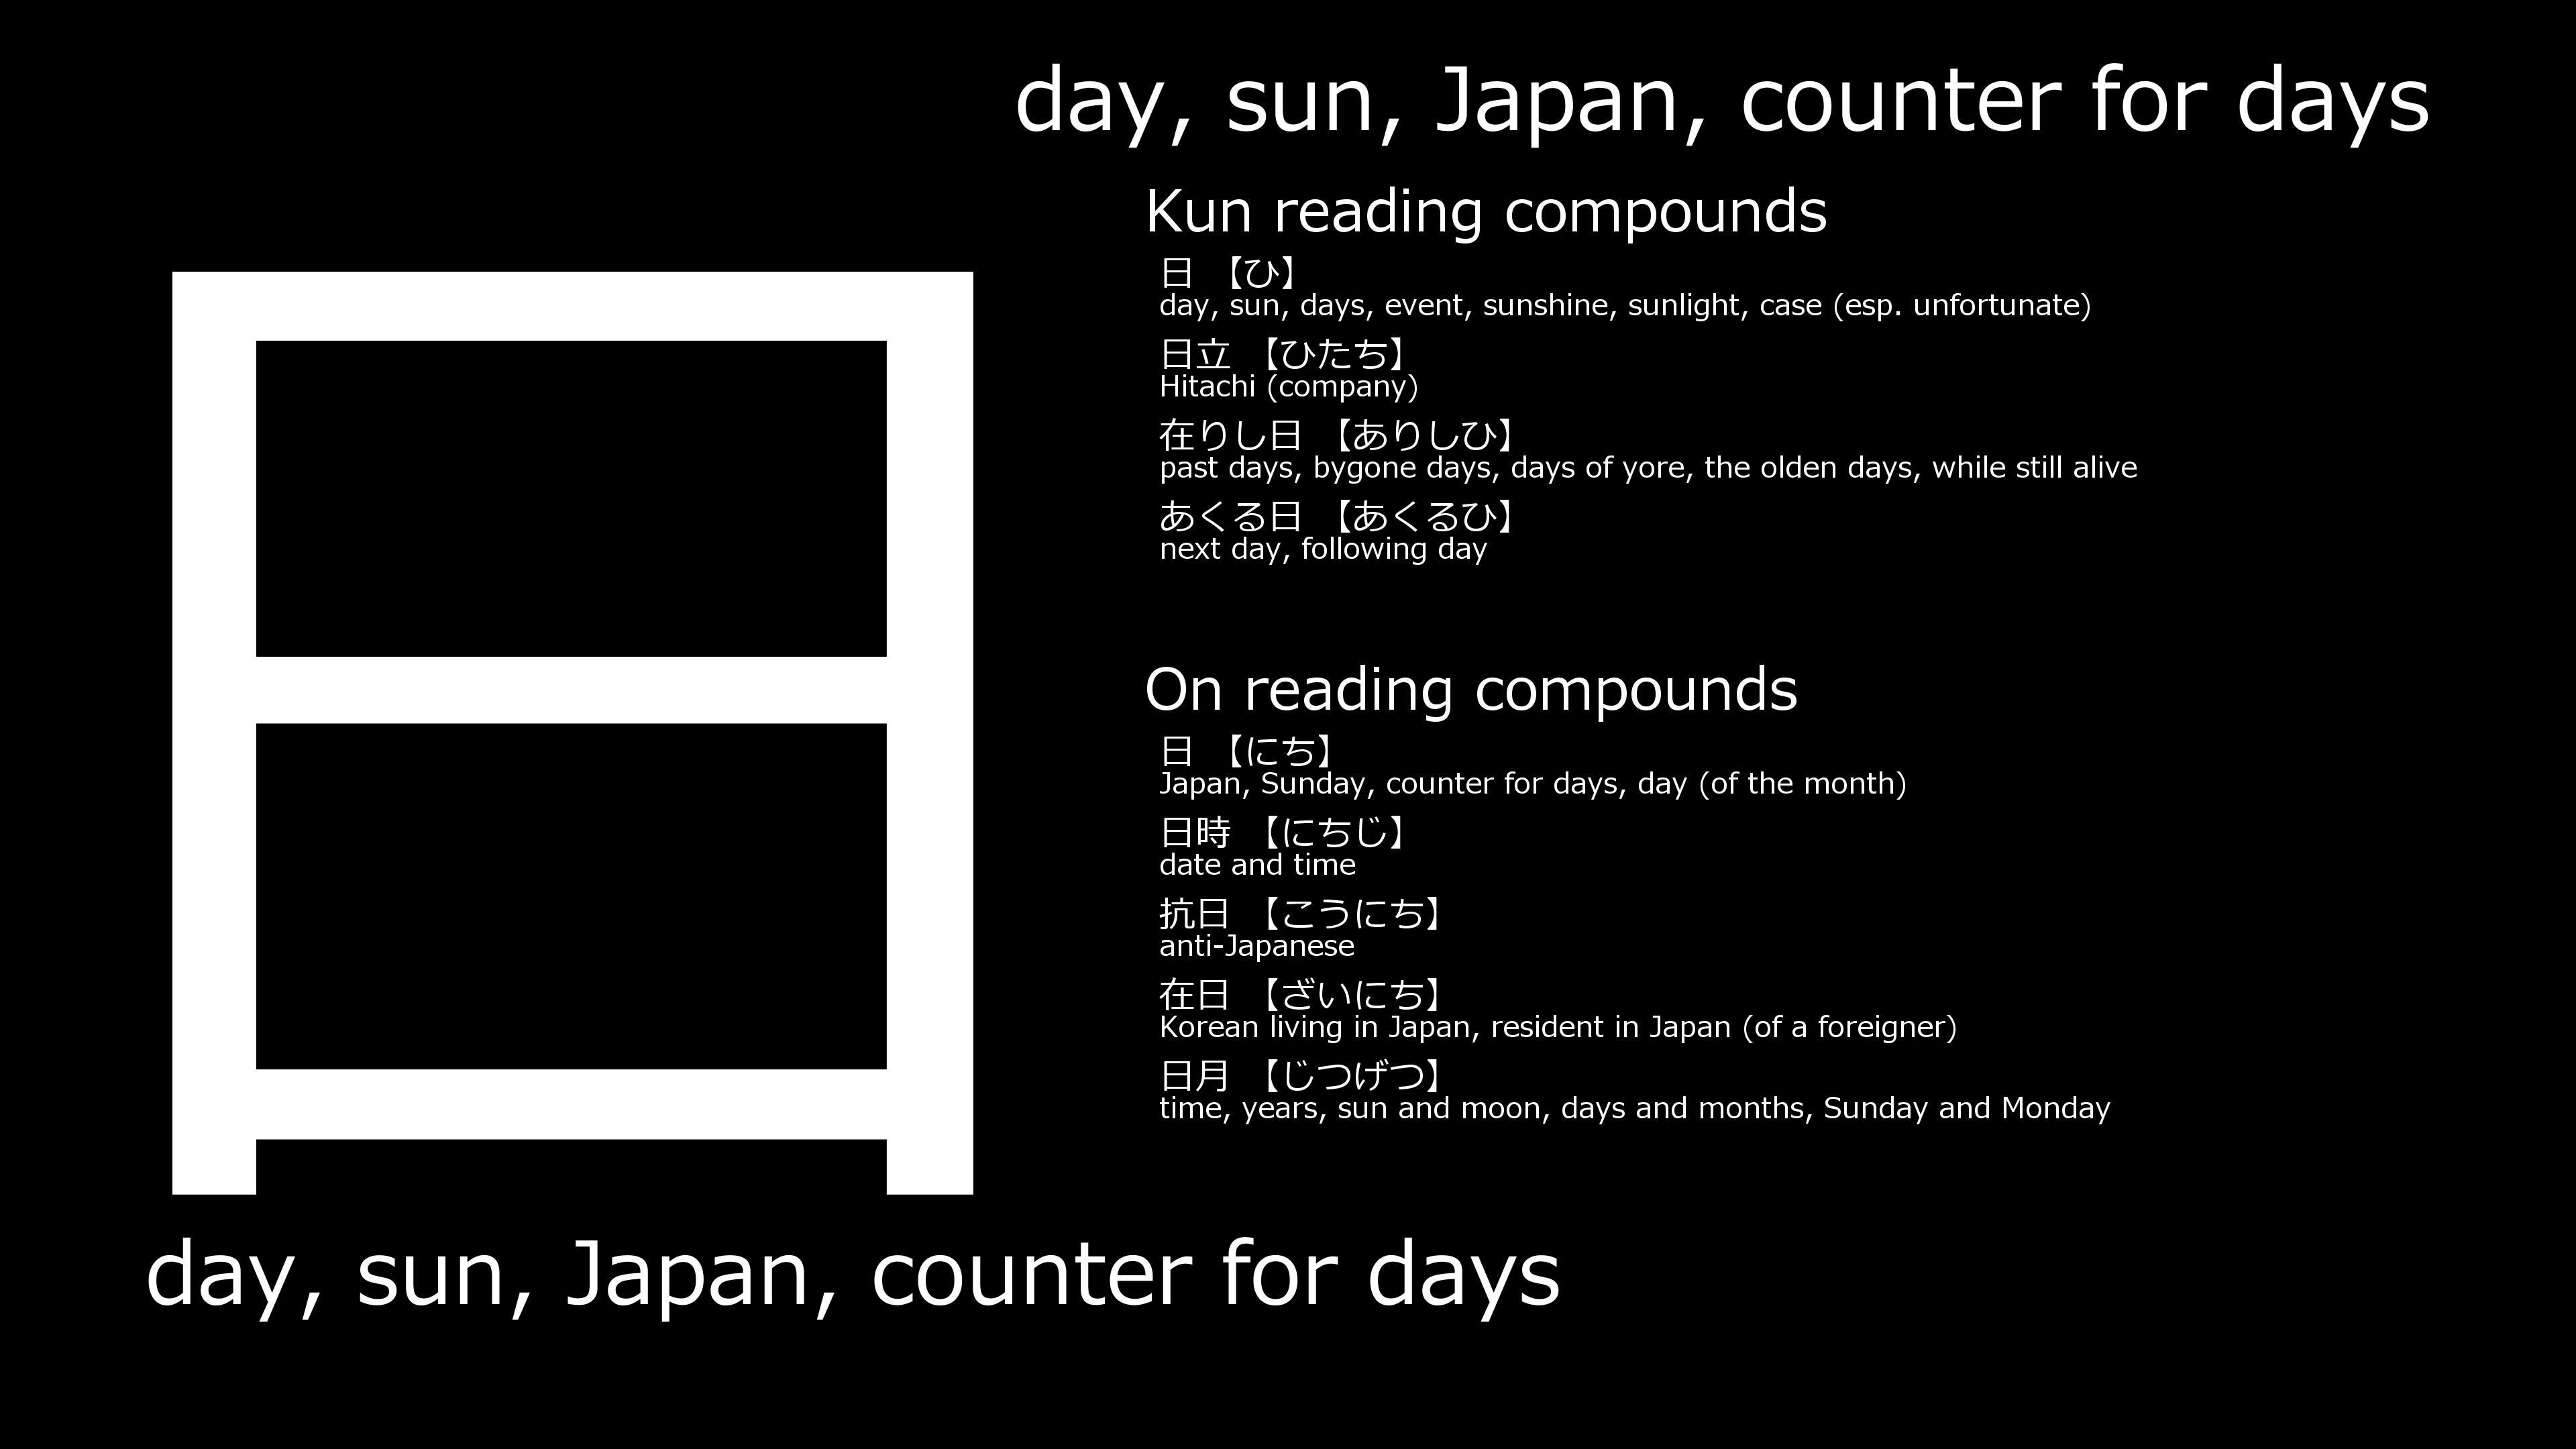 day, sun, Japan, counter for days
日
Kun reading compounds
日 【ひ】
day, sun, days, event, sunshine, sunlight, case (esp. unfortunate)
日立 【ひたち】
Hitachi (company)
在りし日 【ありしひ】
past days, bygone days, days of yore, the olden days, while still alive
あくる日 【あくるひ】
next day, following day
On reading compounds
日 【にち】
Japan, Sunday, counter for days, day (of the month)
日時 【にちじ】
date and time
抗日 【こうにち】
anti-Japanese
在日 【ざいにち】
Korean living in Japan, resident in Japan (of a foreigner)
日月 【じつげつ】
time, years, sun and moon, days and months, Sunday and Monday
day, sun, Japan, counter for days